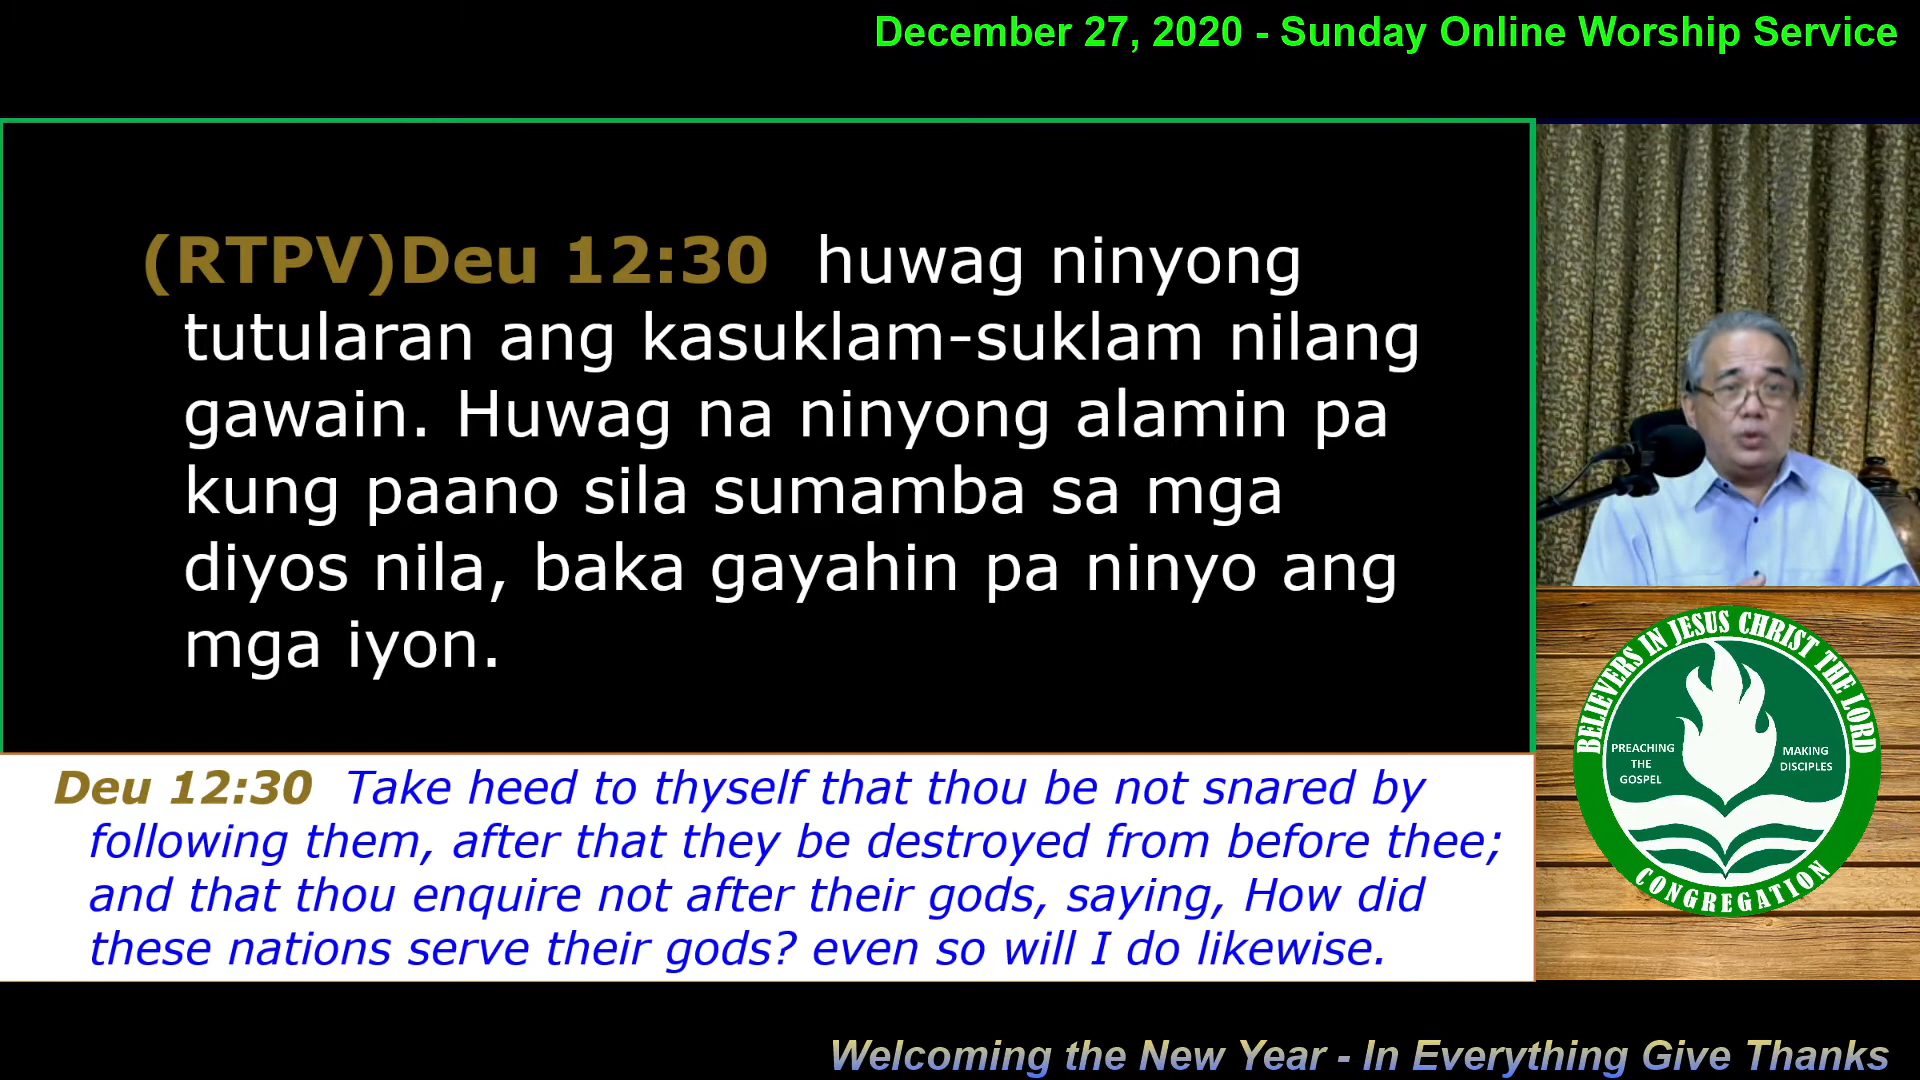 December 27, 2020 - Sunday Online Worship Service
(RTPV)Deu 12:30 huwag ninyong
tutularan ang kasuklam-suklam nilang
gawain. Huwag na ninyong alamin pa
kung paano sila sumamba sa mga
diyos nila, baka gayahin pa ninyo ang
mga iyon.
Deu 12:30 Take heed to thyself that thou be not snared by
following them, after that they be destroyed from before thee;
and that thou enquire not after their gods, saying, How did
these nations serve their gods? even so will I do likewise.
BELIEVERS IN JESUS CHRIST THE LORD
PREACHING
THE
GOSPEL
MAKING
DISCIPLES
CONGREGATION
Welcoming the New Year - In Everything Give Thanks